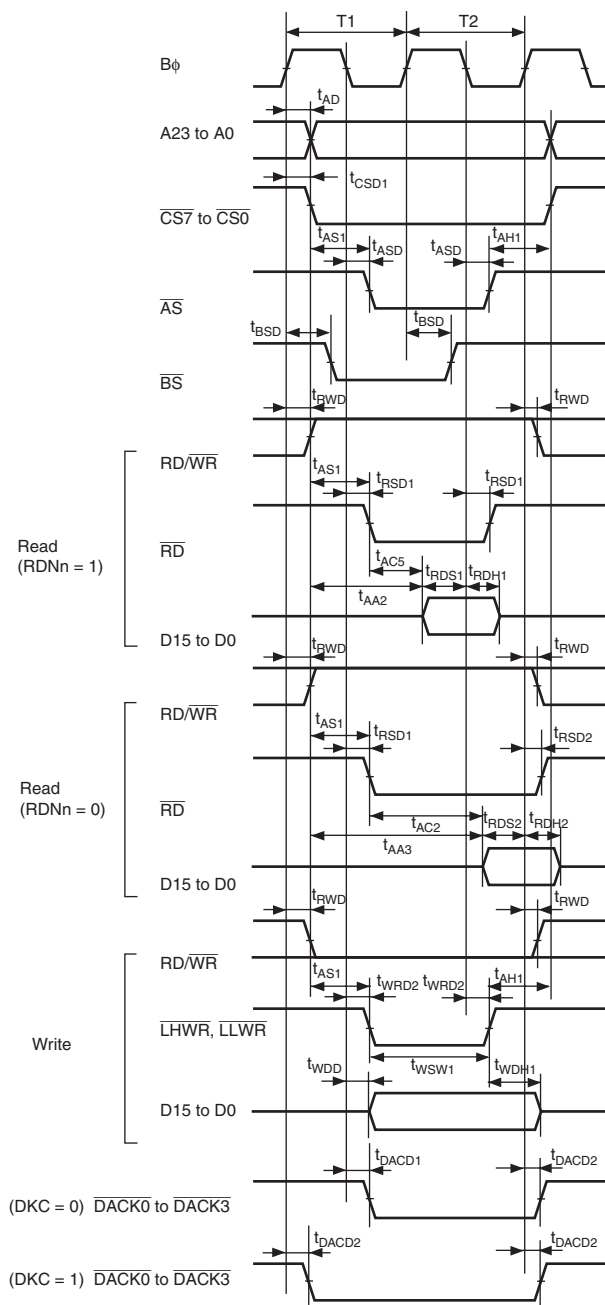 T1 T2
Bφ
tAD
A23 to A0
tCSD1
CS7 to CS0
tAS1 tASD tASD tAH1
AS
tBSD tBSD
BS
tRWD tRWD
RD/WR
tAS1 tRSD1 tRSD1
Read
(RDNn = 1)
RD
tAC5
tAA2 tRDS1 tRDH1
D15 to D0
tRWD tRWD
RD/WR
tAS1 tRSD1 tRSD2
Read
(RDNn = 0)
RD
tAC2
tAA3 tRDS2 tRDH2
D15 to D0
tRWD tRWD
RD/WR
tAS1 tWRD2 tWRD2 tAH1
Write
LHWR, LLWR
tWDD tWSW1 tWDH1
D15 to D0
tDACD1 tDACD2
(DKC = 0) DACK0 to DACK3
tDACD2 tDACD2
(DKC = 1) DACK0 to DACK3